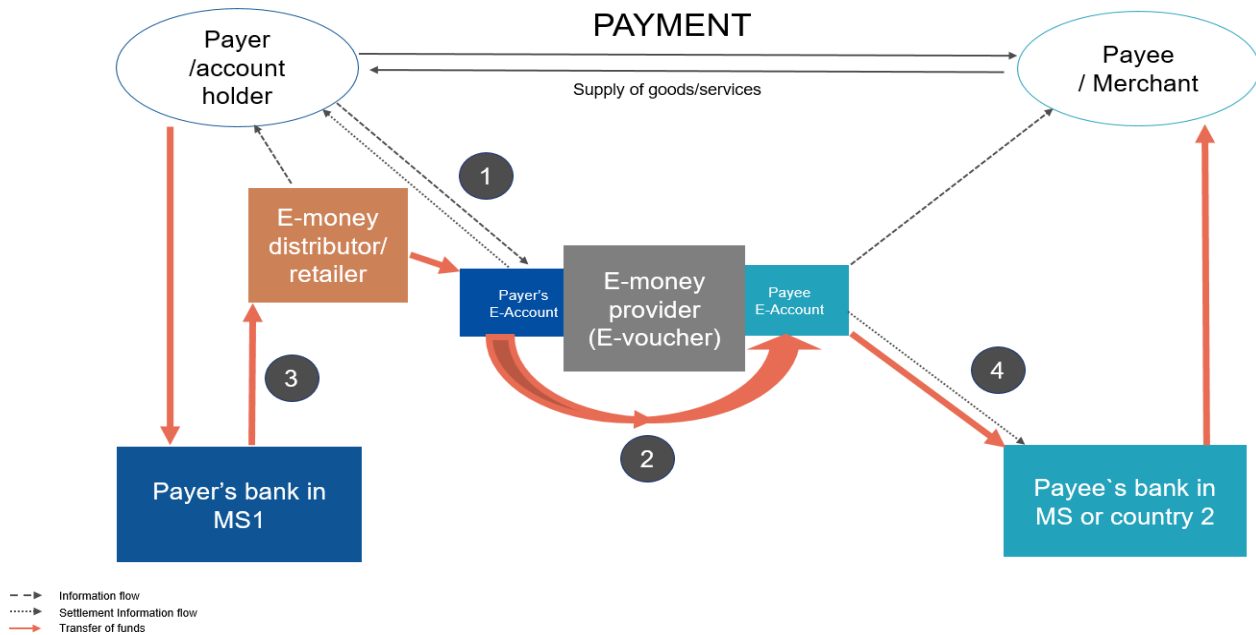 PAYMENT
Payer
/account
holder
Payee
/ Merchant
Supply of goods/services
1
E-money
distributor/
retailer
Payer’s
E-Account
E-money
provider
(E-voucher)
Payee
E-Account
3
4
2
Payer’s bank in
MS1
Payee`s bank in
MS or country 2
Information flow
Settlement Information flow
Transfer of funds